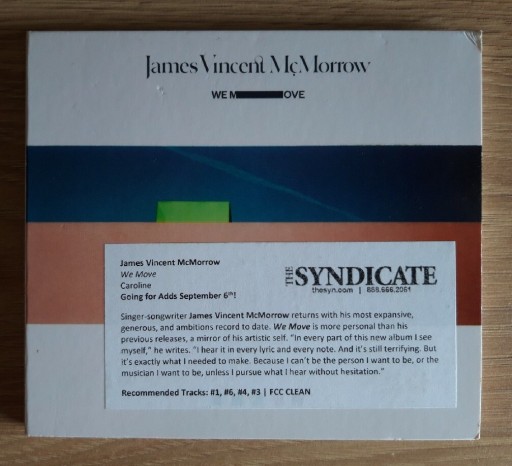 James Vincent McMorrow
WE M OVE
James Vincent McMorrow
We Move
Caroline
Going for Adds September 6th!
THE SYNDICATE
thesyn.com | 888.666.2061
Singer-songwriter James Vincent McMorrow returns with his most expansive,
generous, and ambitions record to date. We Move is more personal than his
previous releases, a mirror of his artistic self. "In every part of this new album I see
myself," he writes. "I hear it in every lyric and every note. And it's still terrifying. But
it's exactly what I needed to make. Because I can't be the person I want to be, or the
musician I want to be, unless I pursue what I hear without hesitation."
Recommended Tracks: #1, #6, #4, #3 | FCC CLEAN